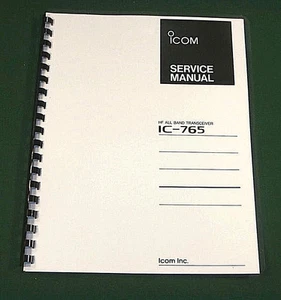 ICOM
SERVICE
MANUAL
HF ALL BAND TRANSCEIVER
IC-765
Icom Inc.